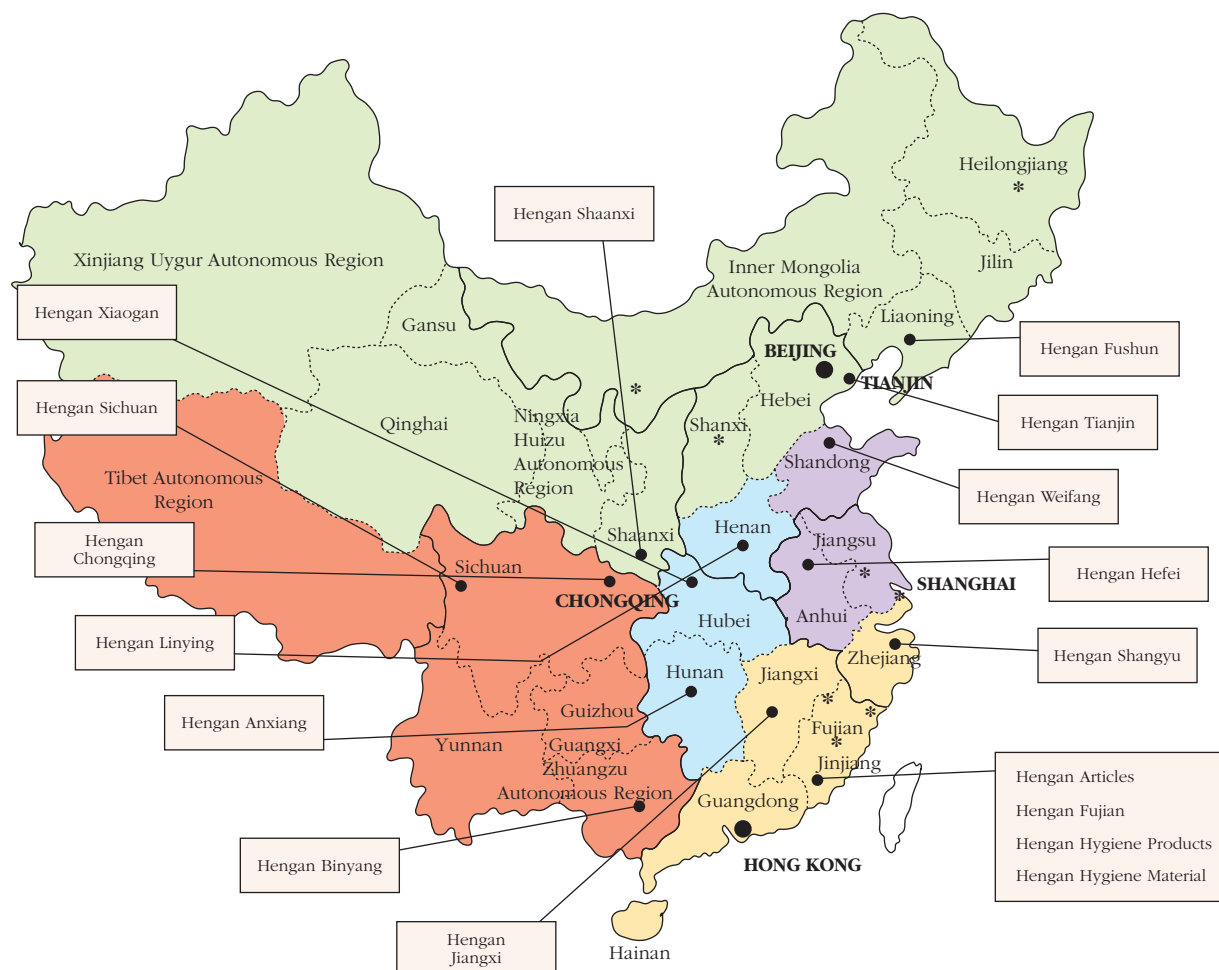 Heilongjiang
*
Hengan Shaanxi
Xinjiang Uygur Autonomous Region
Jilin
Inner Mongolia
Autonomous Region
Hengan Xiaogan
Gansu
Liaoning
BEIJING
Hengan Fushun
TIANJIN
*
Hebei
Hengan Sichuan
Qinghai
Ningxia
Huizu
Autonomous
Region
Shanxi
*
Hengan Tianjin
Shandong
Tibet Autonomous
Region
Hengan Weifang
Henan
Shaanxi
Jiangsu
*
Hengan
Chongqing
Sichuan
CHONGQING
Hengan Hefei
SHANGHAI
*
Hubei
Anhui
Hengan Linying
Zhejiang
Hengan Shangyu
Hunan
Jiangxi
*
*
Hengan Anxiang
Guizhou
Fujian
*
Yunnan
Guangxi
Zhuangzu
Autonomous Region
Jinjiang
Guangdong
Hengan Articles
Hengan Fujian
Hengan Hygiene Products
Hengan Hygiene Material
Hengan Binyang
HONG KONG
Hengan
Jiangxi
Hainan